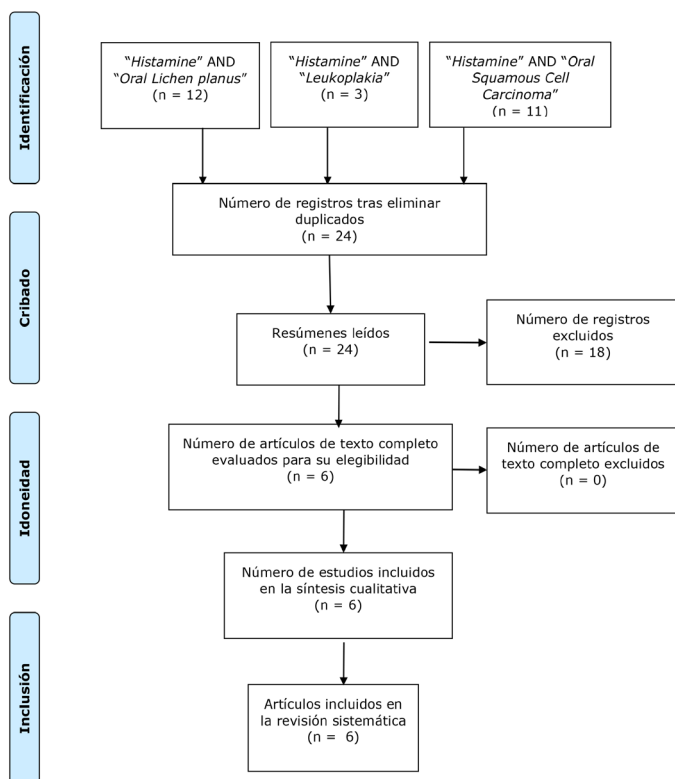 Identificación
"Histamine" AND
"Oral Lichen planus"
(n = 12)
"Histamine" AND
"Leukoplakia"
(n = 3)
"Histamine" AND "Oral
Squamous Cell
Carcinoma"
(n = 11)
Número de registros tras eliminar
duplicados
(n = 24)
Cribado
Resúmenes leídos
(n = 24)
Número de registros
excluidos
(n = 18)
Idoneidad
Número de artículos de texto completo
evaluados para su elegibilidad
(n = 6)
Número de artículos de
texto completo excluidos
(n = 0)
Número de estudios incluidos
en la síntesis cualitativa
(n = 6)
Inclusión
Artículos incluidos en
la revisión sistemática
(n = 6)